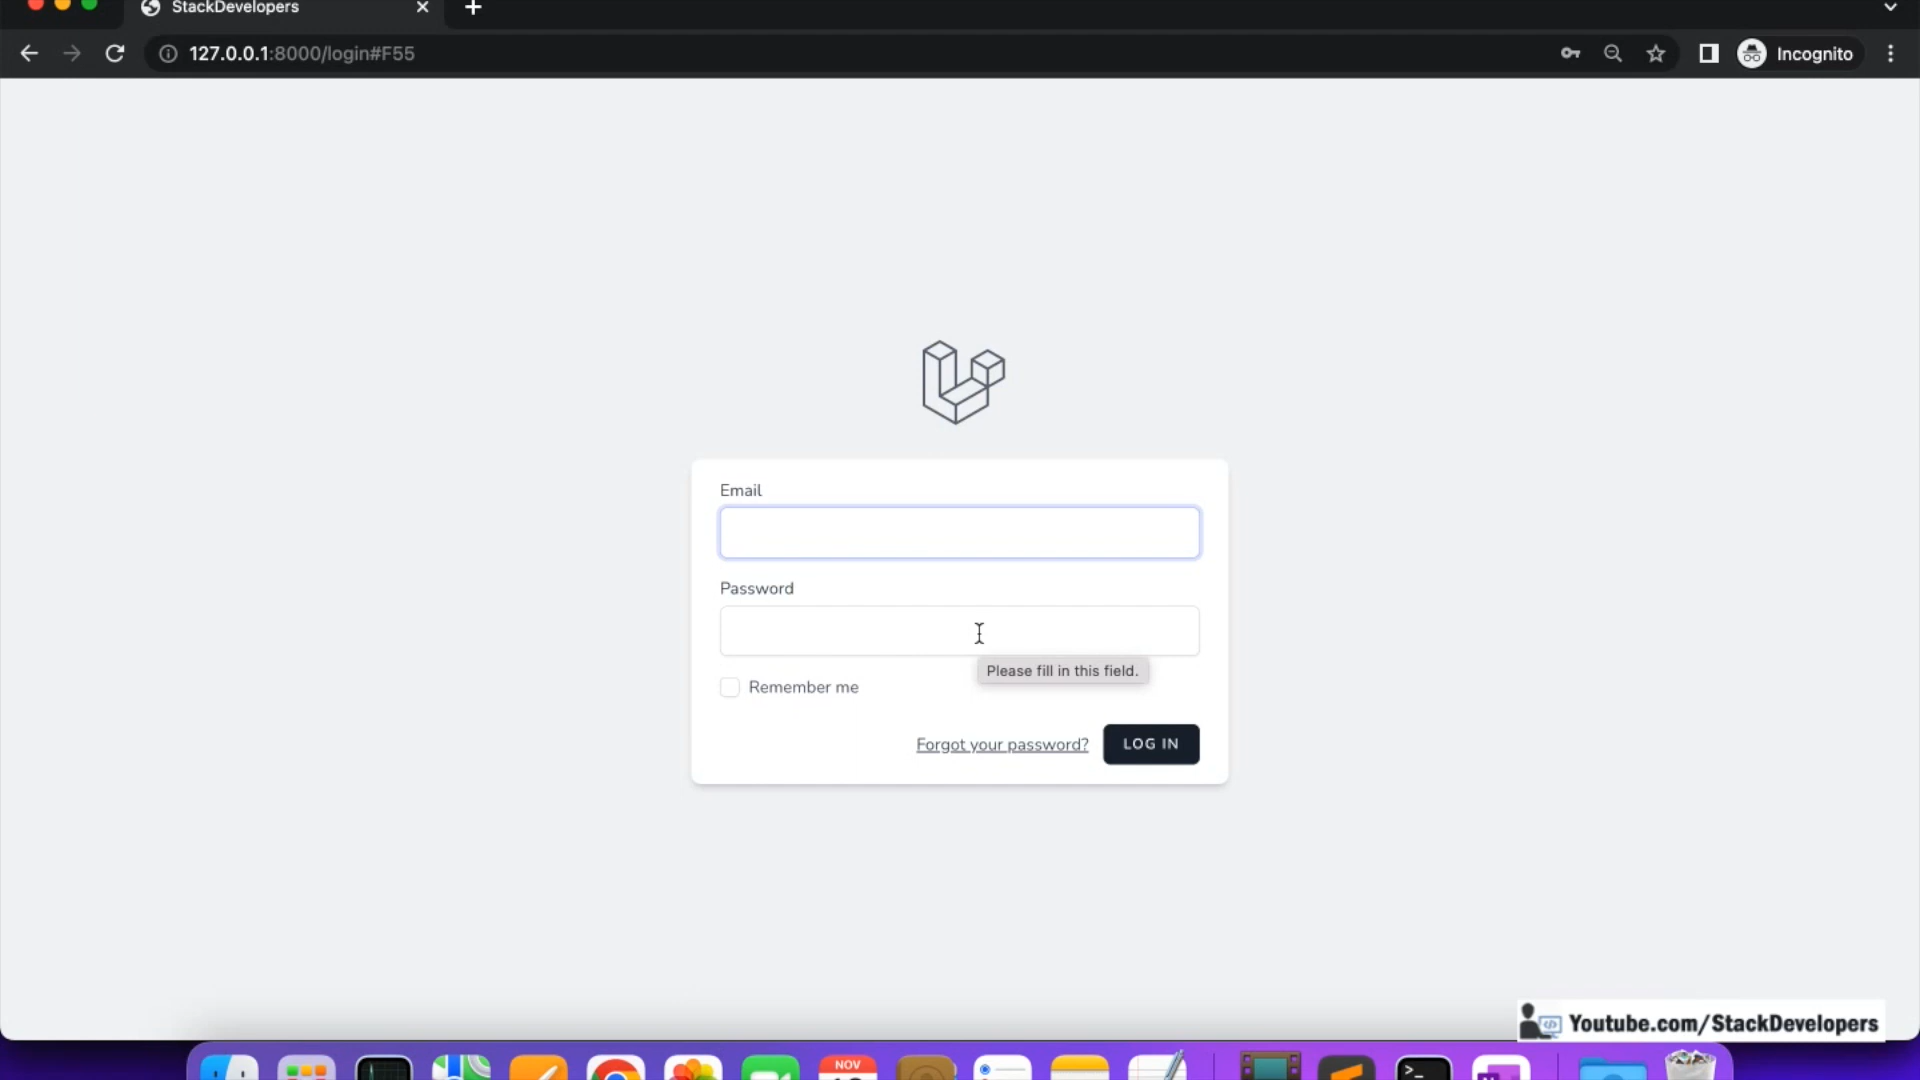 StackDevelopers
127.0.0.1:8000/login#F55
Incognito
Email
Password
Please fill in this field.
Remember me
Forgot your password?
LOG IN
Youtube.com/StackDevelopers
NOV